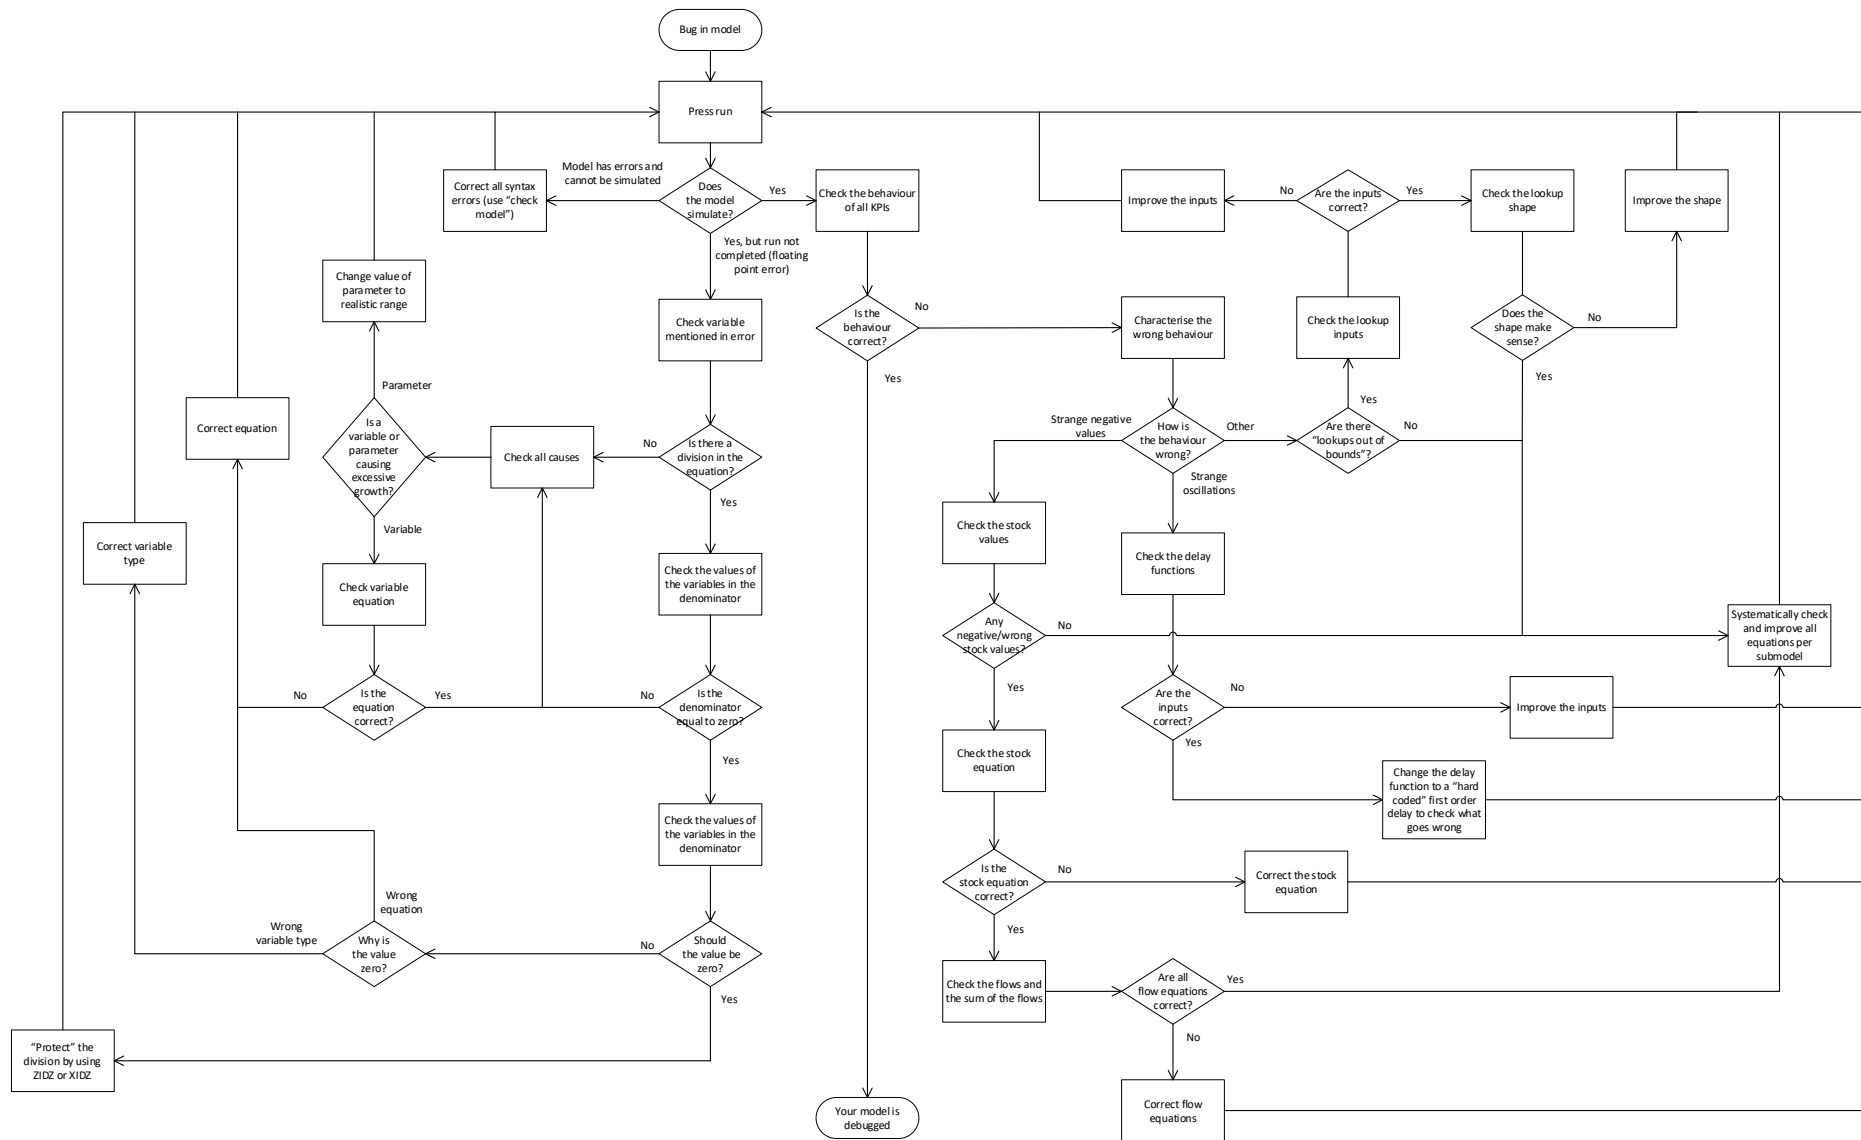 Bug in model
Press run
Model has errors and
cannot be simulated
Does
the model
simulate?
Yes
Correct all syntax
errors (use “check
model”)
Check the behaviour
of all KPIs
Improve the inputs
No
Are the inputs
correct?
Yes
Check the lookup
shape
Improve the shape
Yes, but run not
completed (floating
point error)
Change value of
parameter to
realistic range
Check variable
mentioned in error
Is the
behaviour
correct?
No
Yes
Characterise the
wrong behaviour
Check the lookup
inputs
Does the
shape make
sense?
No
Yes
Parameter
Correct equation
Is a
variable or
parameter
causing
excessive
growth?
Variable
Check all causes
No
Is there a
division in the
equation?
Yes
Strange negative
values
How is
the behaviour
wrong?
Other
Strange
oscillations
Yes
Are there
“lookups out of
bounds”?
No
Correct variable
type
Check variable
equation
Check the values of
the variables in the
denominator
Check the stock
values
Check the delay
functions
Any
negative/wrong
stock values?
No
Yes
Systematically check
and improve all
equations per
submodel
No
Is the
equation
correct?
Yes
No
Is the
denominator
equal to zero?
Yes
Are the
inputs
correct?
No
Yes
Improve the inputs
Check the stock
equation
Change the delay
function to a “hard
coded” first order
delay to check what
goes wrong
Check the values of
the variables in the
denominator
Is the
stock equation
correct?
No
Yes
Correct the stock
equation
Wrong
equation
Wrong
variable type
Why is
the value
zero?
No
Should
the value be
zero?
Yes
Check the flows and
the sum of the flows
Are all
flow equations
correct?
Yes
No
“Protect” the
division by using
ZIDZ or XIDZ
Your model is
debugged
Correct flow
equations